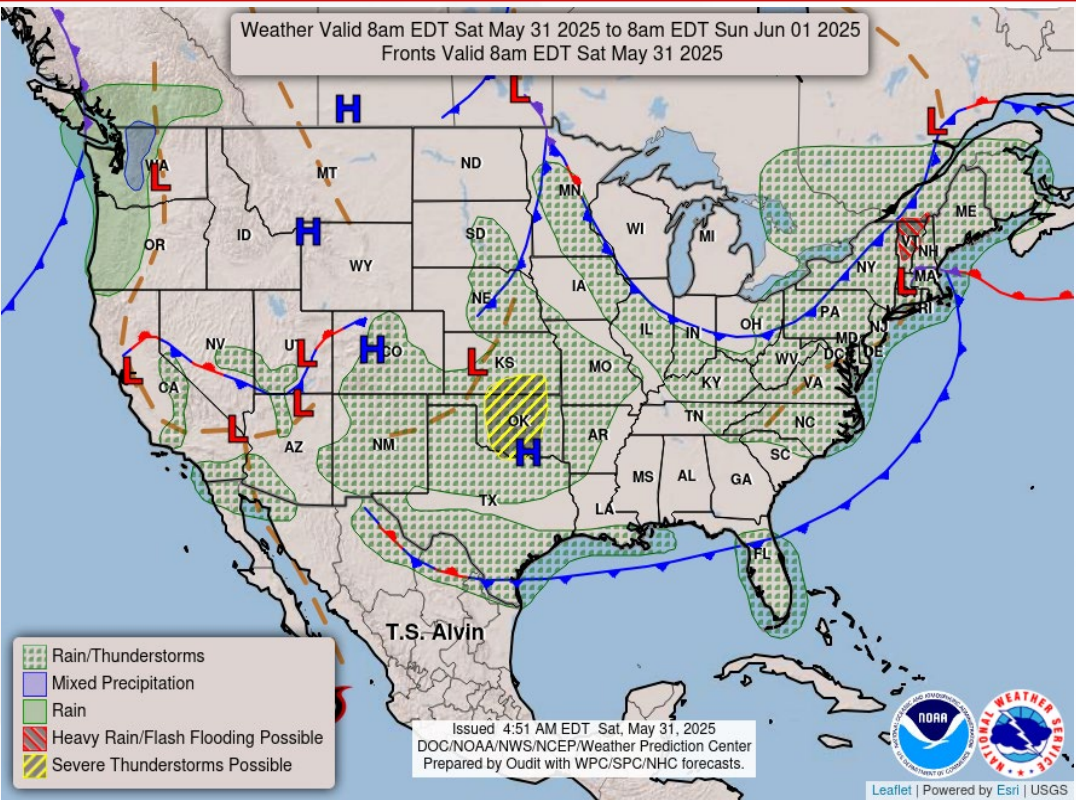 Weather Valid 8am EDT Sat May 31 2025 to 8am EDT Sun Jun 01 2025
Fronts Valid 8am EDT Sat May 31 2025
L
H
L
WA
L
MT
ND
MN
ME
OR
ID
H
WY
SD
WI
MI
VT
NH
NY
MA
L
RI
NV
UT
L
H
CO
NE
IA
IL
IN
OH
PA
NJ
MD
DE
DC
L
CA
L
KS
MO
WV
KY
VA
L
L
AZ
NM
OK
H
AR
TN
NC
SC
TX
LA
MS
AL
GA
FL
T.S. Alvin
Rain/Thunderstorms
Mixed Precipitation
Rain
Heavy Rain/Flash Flooding Possible
Severe Thunderstorms Possible
Issued 4:51 AM EDT Sat, May 31, 2025
DOC/NOAA/NWS/NCEP/Weather Prediction Center
Prepared by Oudit with WPC/SPC/NHC forecasts.
NOAA
NATIONAL WEATHER SERVICE
Leaflet | Powered by Esri | USGS